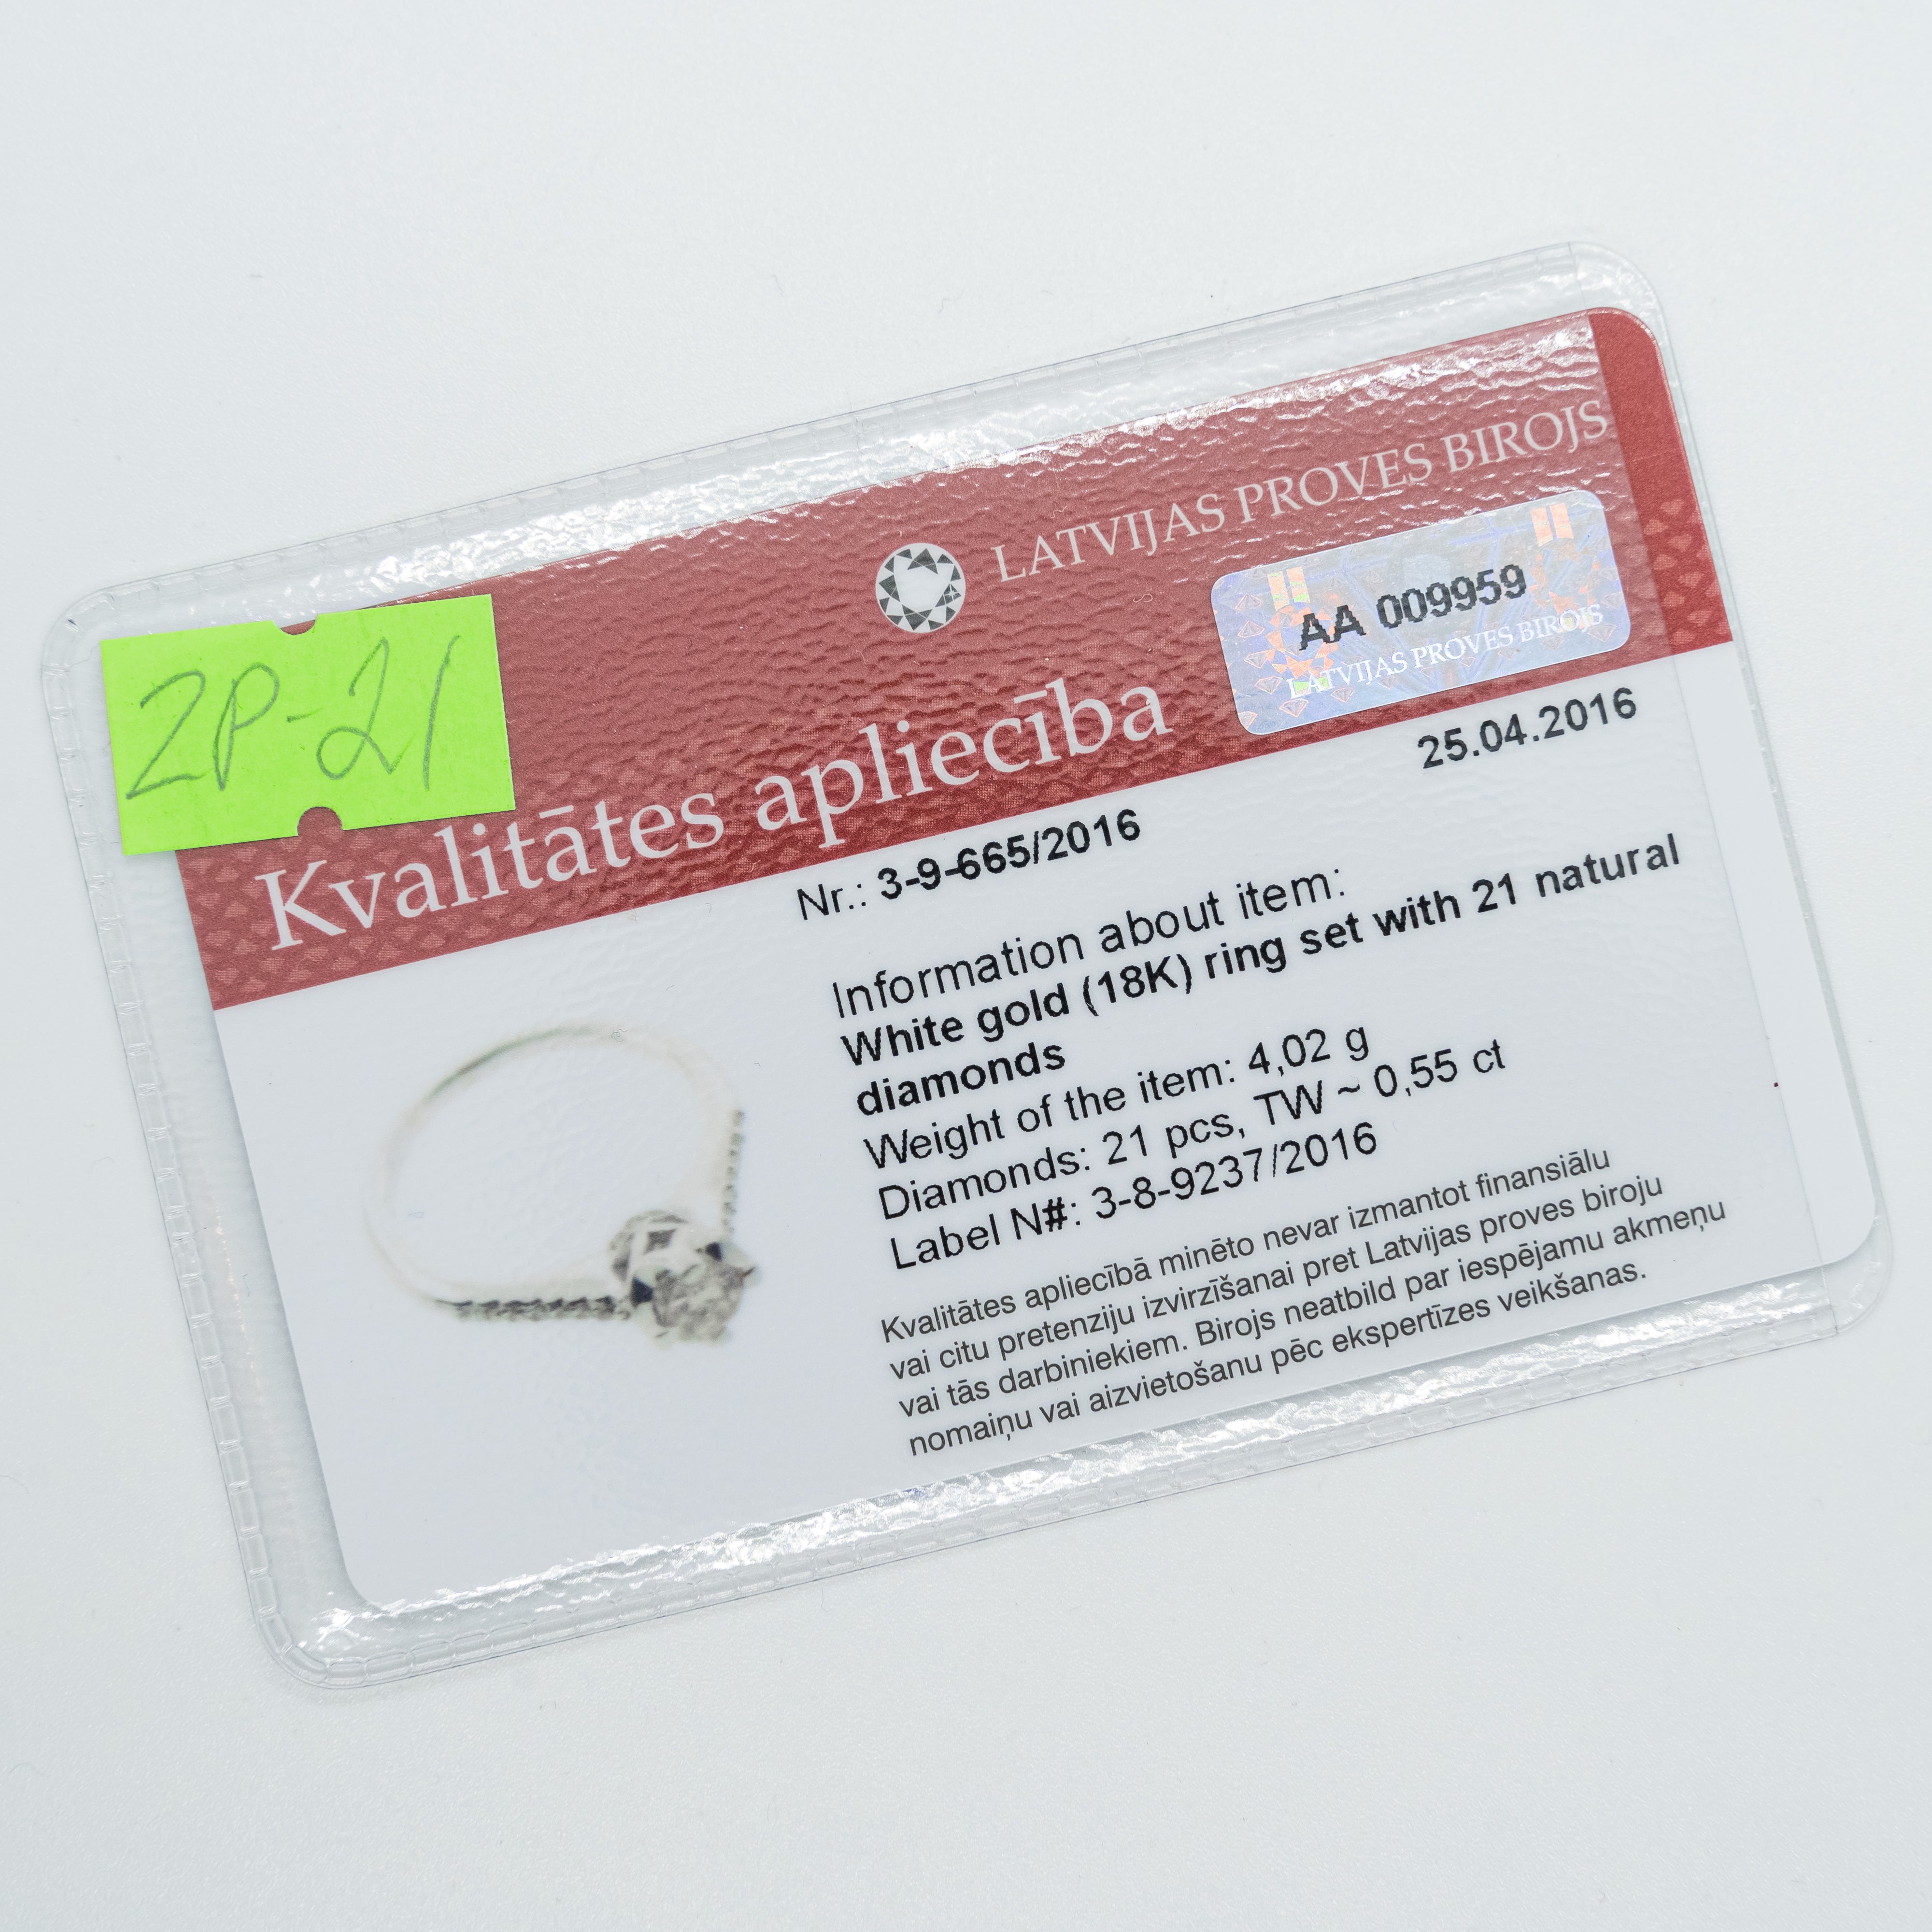 LATVIJAS PROVES BIROJS
AA 009959
LATVIJAS PROVES BIROJS
2P-21
Kvalitātes apliecība
25.04.2016
Nr.: 3-9-665/2016
Information about item:
White gold (18K) ring set with 21 natural
diamonds
Weight of the item: 4,02 g
Diamonds: 21 pcs, TW ~ 0,55 ct
Label N#: 3-8-9237/2016
Kvalitātes apliecībā minēto nevar izmantot finansiālu
vai citu pretenziju izvirzīšanai pret Latvijas proves biroju
vai tās darbiniekiem. Birojs neatbild par iespējamu akmeņu
nomaiņu vai aizvietošanu pēc ekspertīzes veikšanas.